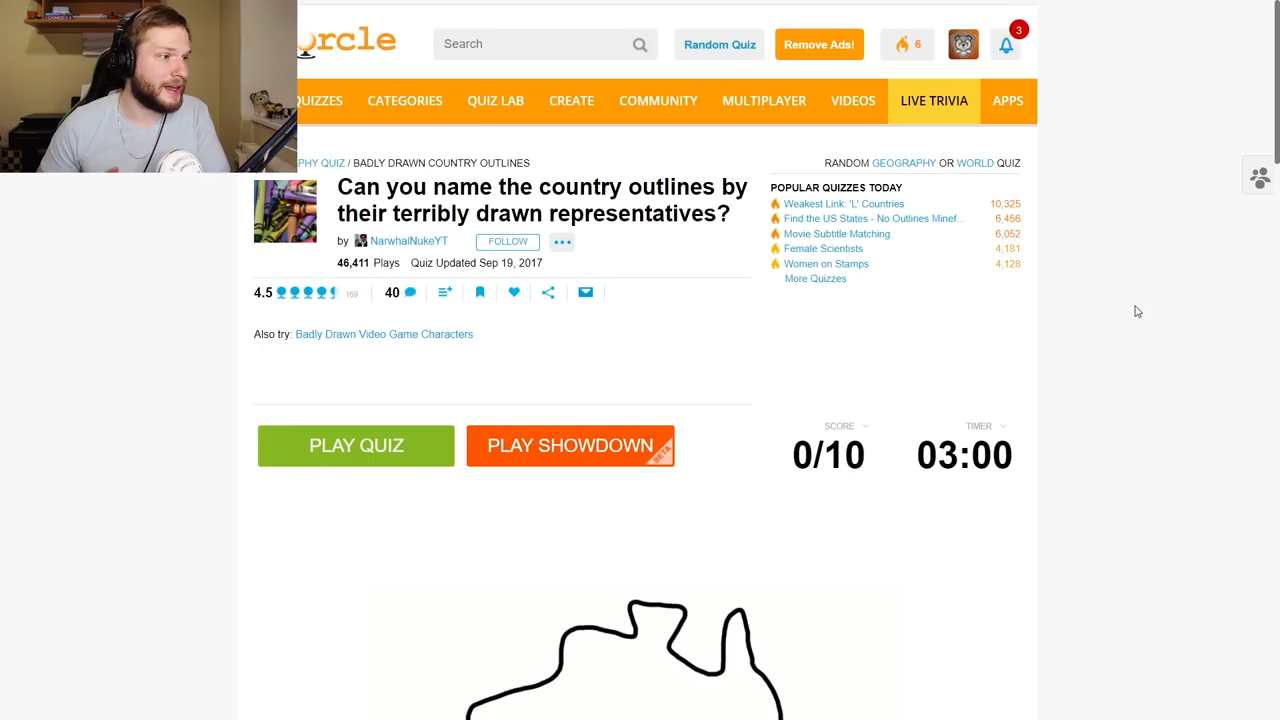 orcle
Search
Random Quiz
Remove Ads!
6
3
QUIZZES
CATEGORIES
QUIZ LAB
CREATE
COMMUNITY
MULTIPLAYER
VIDEOS
LIVE TRIVIA
APPS
PHY QUIZ / BADLY DRAWN COUNTRY OUTLINES
RANDOM GEOGRAPHY OR WORLD QUIZ
Can you name the country outlines by
their terribly drawn representatives?
by NarwhalNukeYT
FOLLOW
46,411 Plays Quiz Updated Sep 19, 2017
4.5
169
40
POPULAR QUIZZES TODAY
Weakest Link: 'L' Countries 10,325
Find the US States - No Outlines Minef... 6,456
Movie Subtitle Matching 6,052
Female Scientists 4,181
Women on Stamps 4,128
More Quizzes
Also try: Badly Drawn Video Game Characters
PLAY QUIZ
PLAY SHOWDOWN
BETA
SCORE
0/10
TIMER
03:00